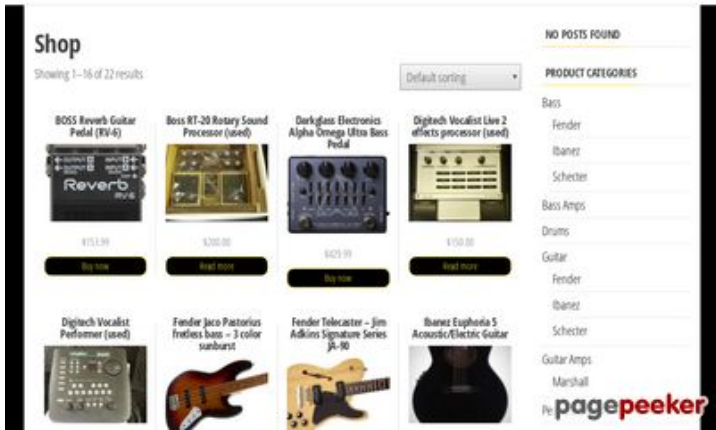 Shop
Showing 1–16 of 22 results
Default sorting
BOSS Reverb Guitar
Pedal (RV-6)
Boss RT-20 Rotary Sound
Processor (used)
Darkglass Electronics
Alpha Omega Ultra Bass
Pedal
Digitech Vocalist Live 2
effects processor (used)
OUTPUT
INPUT
Reverb
RV-6
$153.99
$200.00
$429.99
$150.00
Buy now
Read more
Buy now
Read more
Digitech Vocalist
Performer (used)
Fender Jaco Pastorius
fretless bass – 3 color
sunburst
Fender Telecaster – Jim
Adkins Signature Series
JA-90
Ibanez Euphoria 5
Acoustic/Electric Guitar
NO POSTS FOUND
PRODUCT CATEGORIES
Bass
Fender
Ibanez
Schecter
Bass Amps
Drums
Guitar
Fender
Ibanez
Schecter
Guitar Amps
Marshall
Pe
pagepeeker